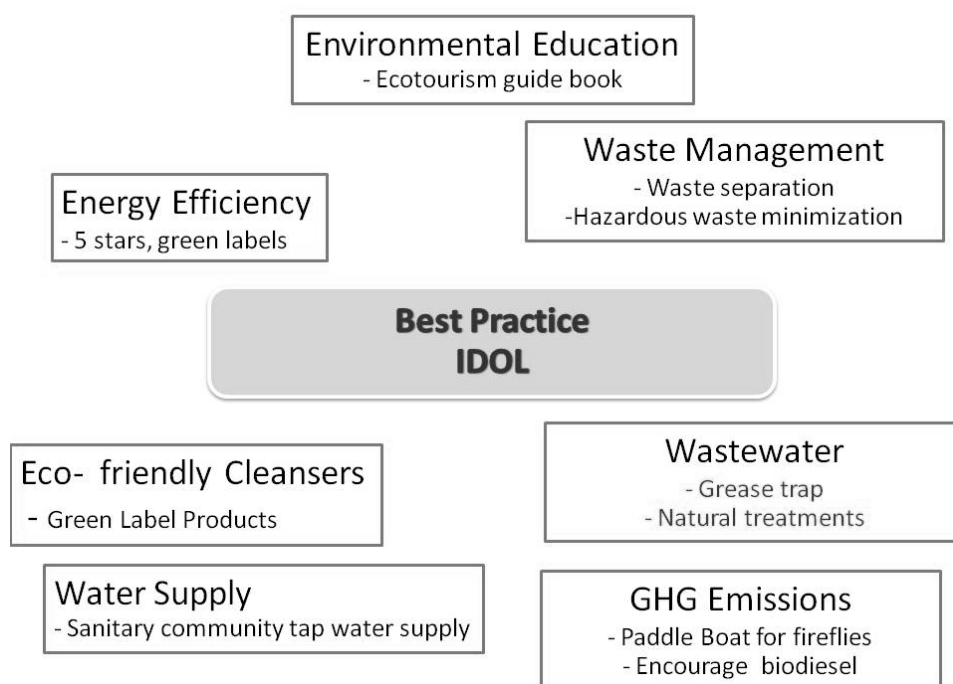 Environmental Education
- Ecotourism guide book
Waste Management
- Waste separation
-Hazardous waste minimization
Energy Efficiency
- 5 stars, green labels
Best Practice
IDOL
Eco- friendly Cleansers
- Green Label Products
Wastewater
- Grease trap
- Natural treatments
Water Supply
- Sanitary community tap water supply
GHG Emissions
- Paddle Boat for fireflies
- Encourage biodiesel